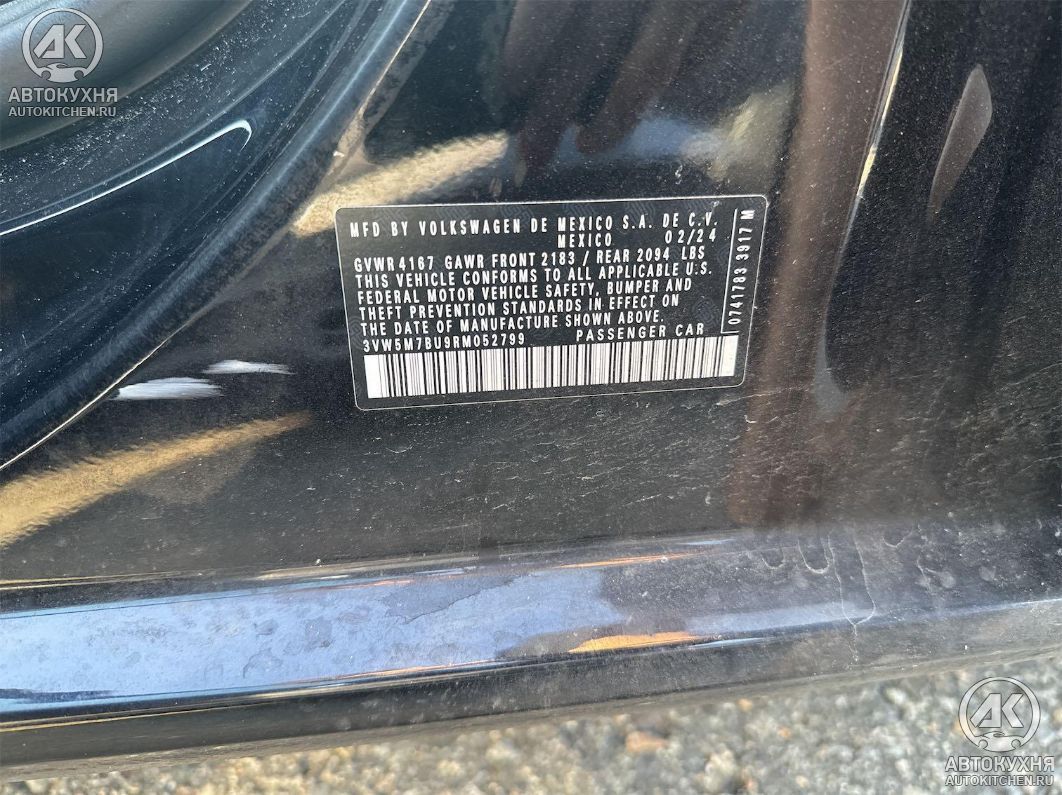 AK
АВТОКУХНЯ
AUTOKITCHEN.RU
MFD BY VOLKSWAGEN DE MEXICO S.A. DE C.V.
MEXICO 02/24
GVWR 4167 GAWR FRONT 2183 / REAR 2094 LBS
THIS VEHICLE CONFORMS TO ALL APPLICABLE U.S.
FEDERAL MOTOR VEHICLE SAFETY, BUMPER AND
THEFT PREVENTION STANDARDS IN EFFECT ON
THE DATE OF MANUFACTURE SHOWN ABOVE.
3VW5M7BU9RM052799 PASSENGER CAR
0741783 3917 M
AK
АВТОКУХНЯ
AUTOKITCHEN.RU